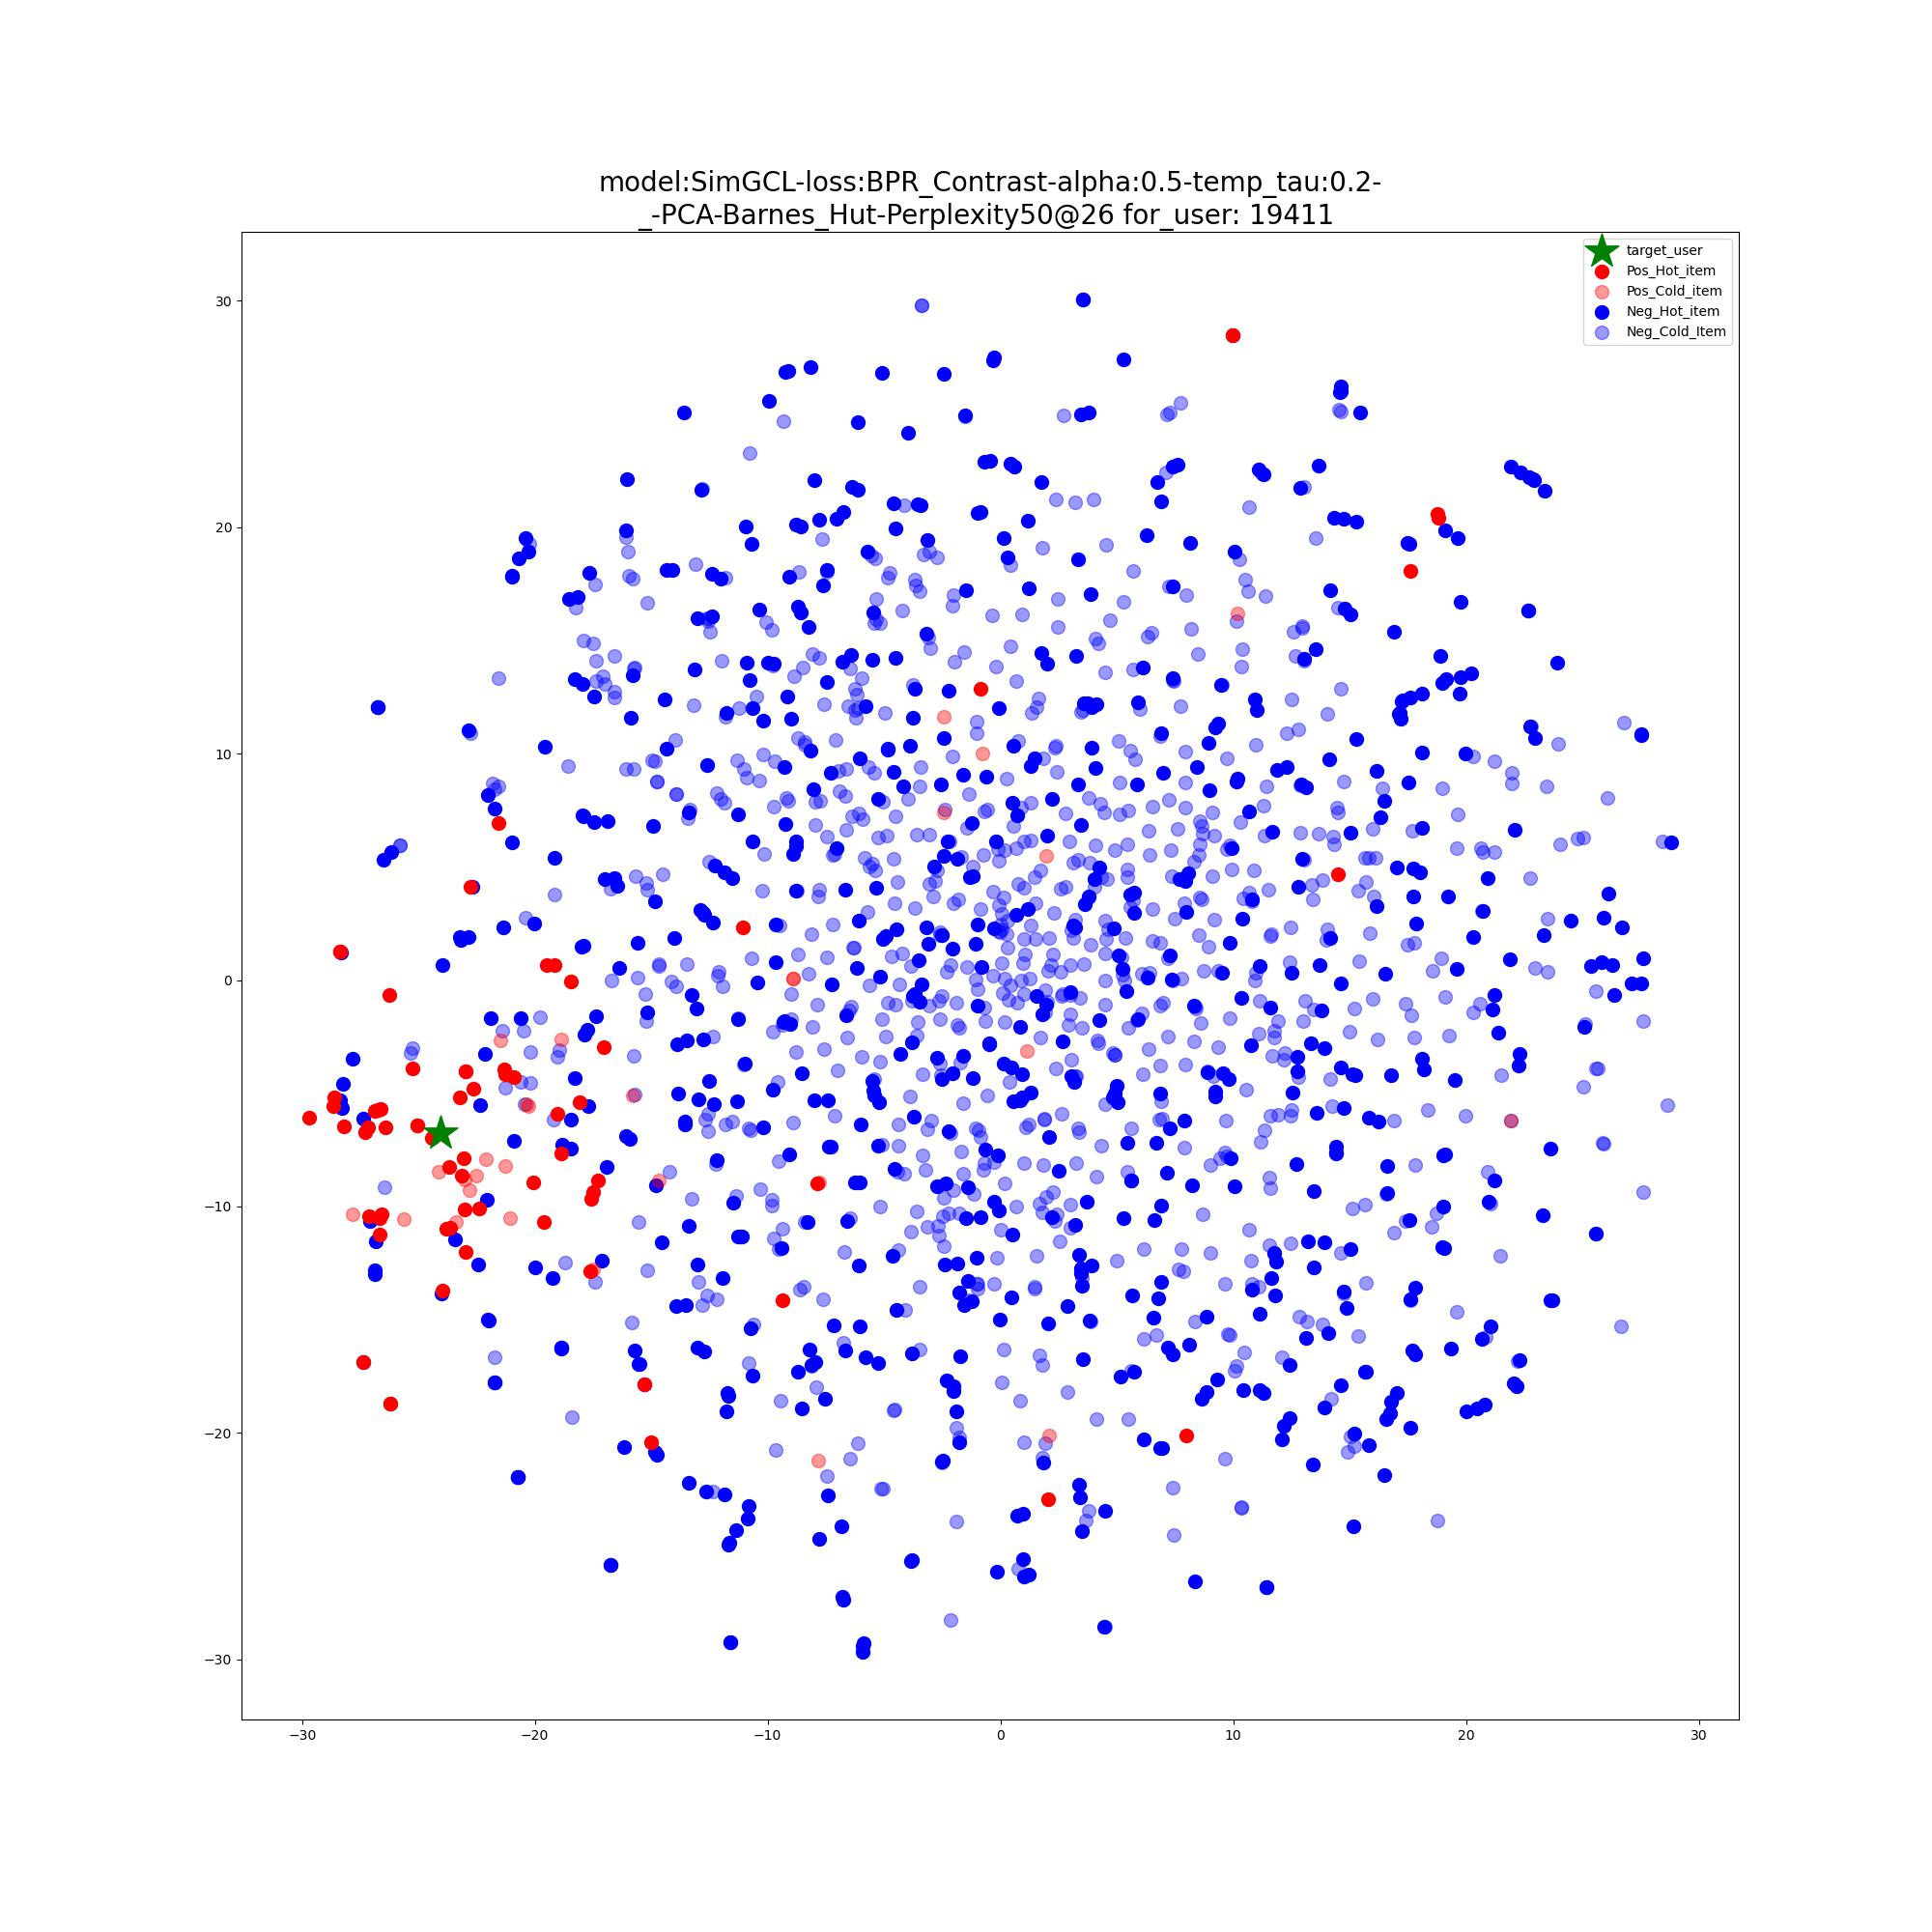 model:SimGCL-loss:BPR_Contrast-alpha:0.5-temp_tau:0.2-
_-PCA-Barnes_Hut-Perplexity50@26 for_user: 19411
target_user
Pos_Hot_item
Pos_Cold_item
Neg_Hot_item
Neg_Cold_Item
30
20
10
0
−10
−20
−30
−30 −20 −10 0 10 20 30